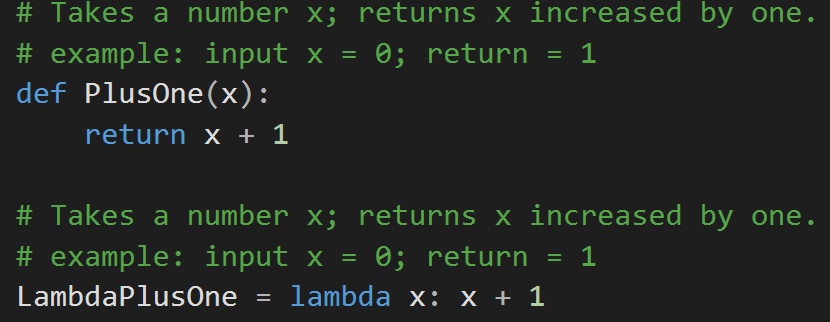 # Takes a number x; returns x increased by one.
# example: input x = 0; return = 1
def PlusOne(x):
    return x + 1
# Takes a number x; returns x increased by one.
# example: input x = 0; return = 1
LambdaPlusOne = lambda x: x + 1